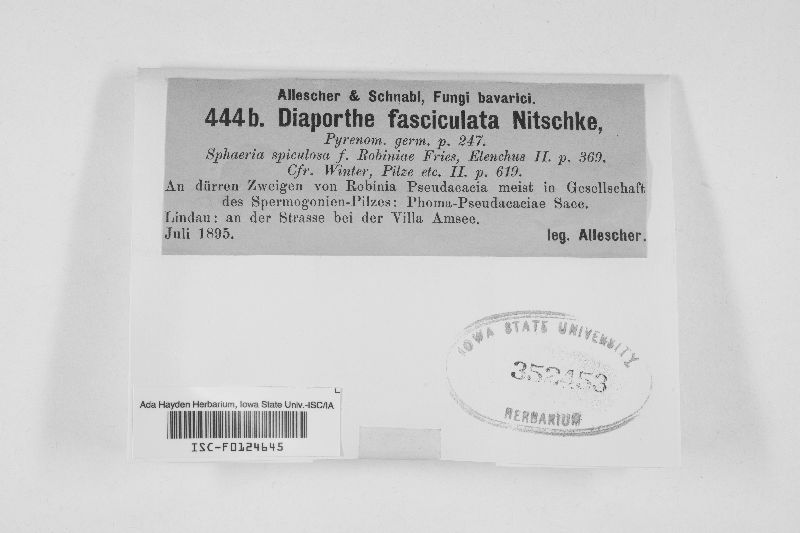 Allescher & Schnabl, Fungi bavarici.
444b. Diaporthe fasciculata Nitschke,
Pyrenom. germ. p. 247.
Sphaeria spiculosa f. Robiniae Fries, Elenchus II. p. 369.
Cfr. Winter, Pilze etc. II. p. 619.
An dürren Zweigen von Robinia Pseudacacia meist in Gesellschaft
des Spermogonien-Pilzes: Phoma-Pseudacaciae Sacc.
Lindau: an der Strasse bei der Villa Amsee.
Juli 1895. leg. Allescher.
IOWA STATE UNIVERSITY
352453
HERBARIUM
Ada Hayden Herbarium, Iowa State Univ.-ISC/IA
ISC-F0124645